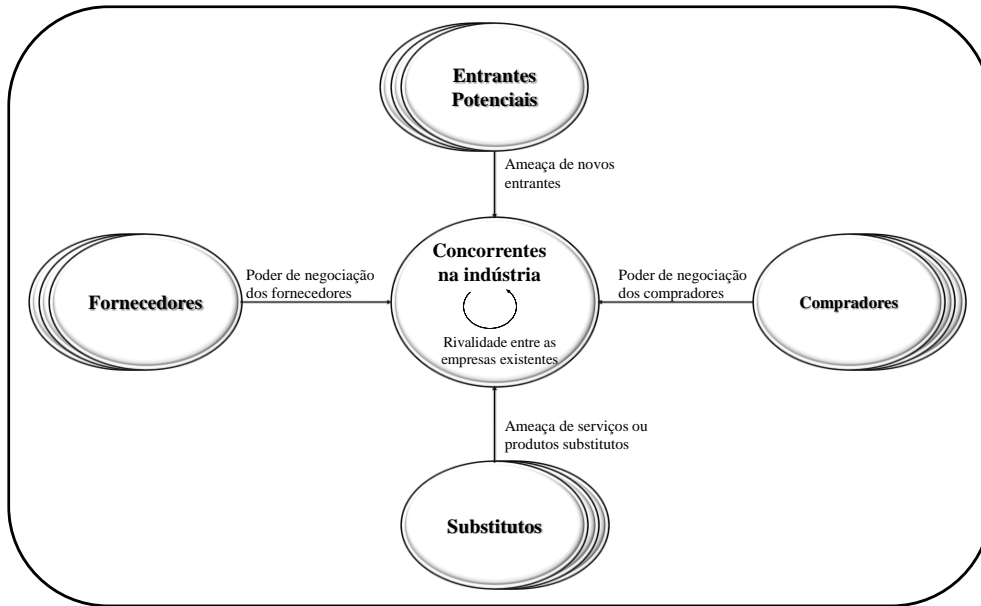 Entrantes
Potenciais
Ameaça de novos
entrantes
Concorrentes
na indústria
Rivalidade entre as
empresas existentes
Fornecedores
Poder de negociação
dos fornecedores
Poder de negociação
dos compradores
Compradores
Ameaça de serviços ou
produtos substitutos
Substitutos